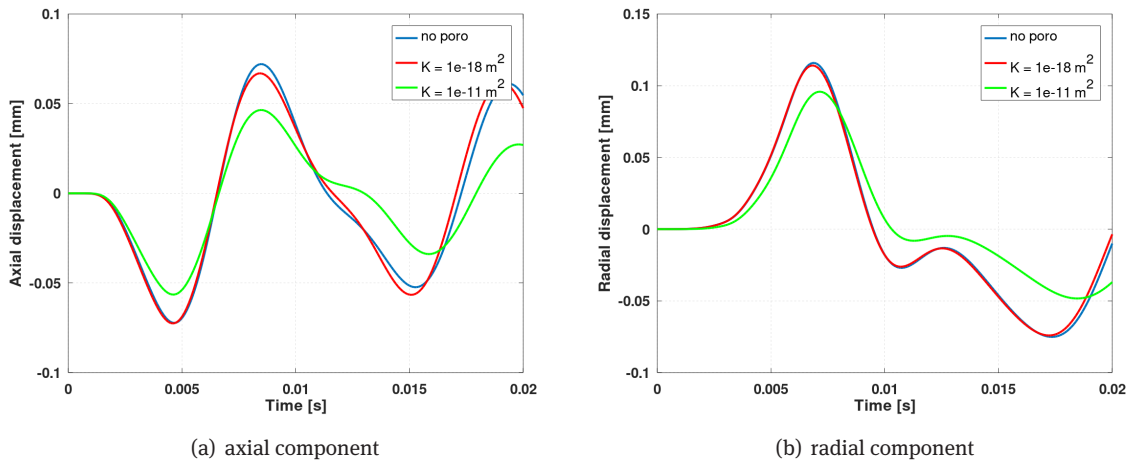 0.1
0.05
0
-0.05
-0.1
Axial displacement [mm]
no poro
K = 1e-18 m²
K = 1e-11 m²
0
0.005
0.01
0.015
0.02
Time [s]
(a) axial component
0.15
0.1
0.05
0
-0.05
-0.1
Radial displacement [mm]
no poro
K = 1e-18 m²
K = 1e-11 m²
0
0.005
0.01
0.015
0.02
Time [s]
(b) radial component